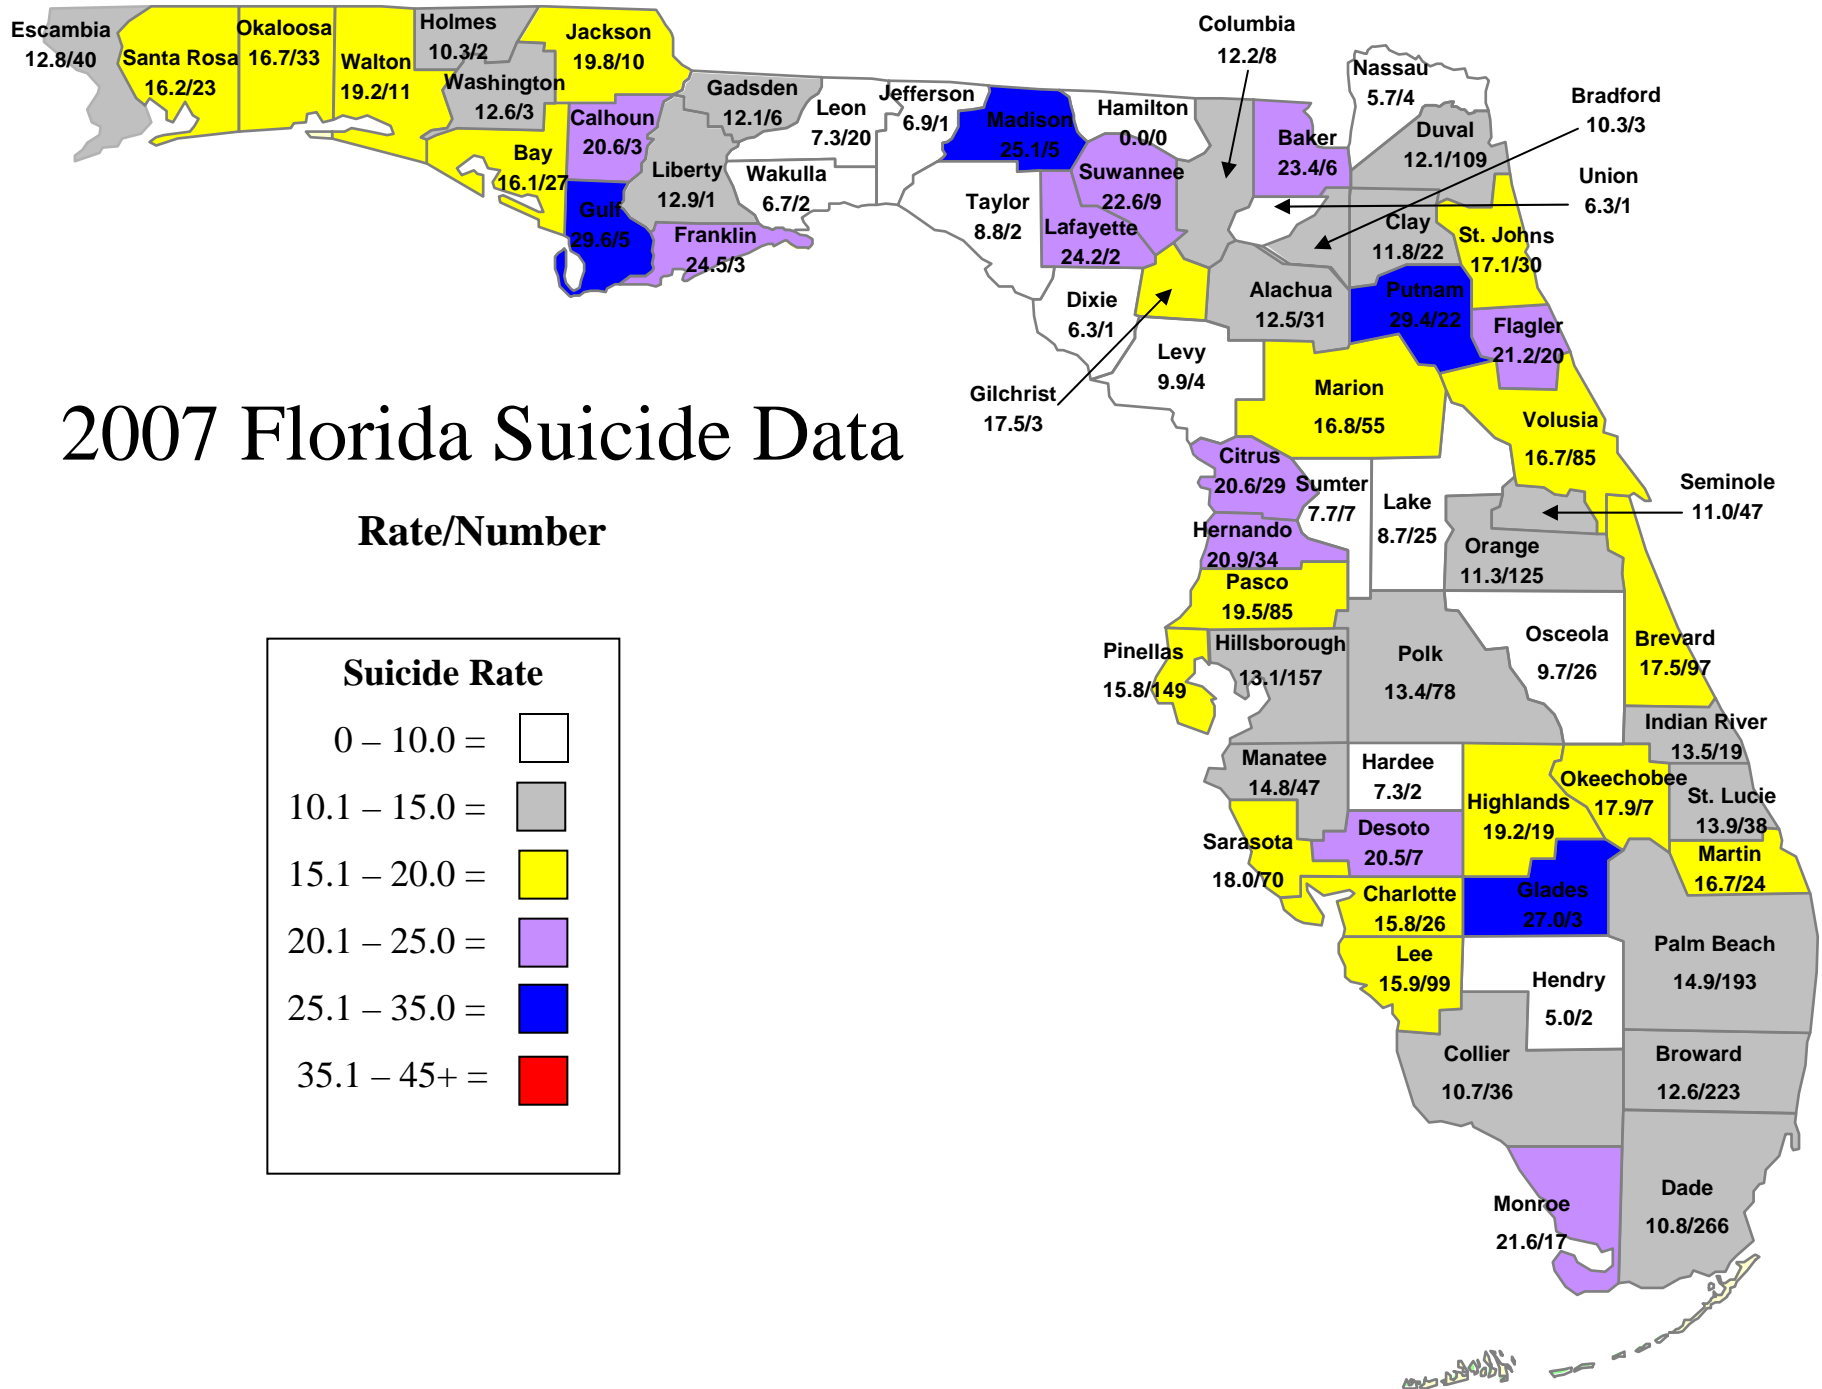 Escambia
12.8/40
Santa Rosa
16.2/23
Okaloosa
16.7/33
Walton
19.2/11
Holmes
10.3/2
Washington
12.6/3
Jackson
19.8/10
Bay
16.1/27
Calhoun
20.6/3
Gulf
29.6/5
Gadsden
12.1/6
Liberty
12.9/1
Franklin
24.5/3
Leon
7.3/20
Wakulla
6.7/2
Jefferson
6.9/1
Madison
25.1/5
Taylor
8.8/2
Hamilton
0.0/0
Suwannee
22.6/9
Lafayette
24.2/2
Dixie
6.3/1
Columbia
12.2/8
Baker
23.4/6
Nassau
5.7/4
Duval
12.1/109
Bradford
10.3/3
Union
6.3/1
Clay
11.8/22
St. Johns
17.1/30
Alachua
12.5/31
Putnam
29.4/22
Flagler
21.2/20
Levy
9.9/4
Gilchrist
17.5/3
Marion
16.8/55
Volusia
16.7/85
2007 Florida Suicide Data
Rate/Number
Citrus
20.6/29
Sumter
7.7/7
Lake
8.7/25
Seminole
11.0/47
Hernando
20.9/34
Orange
11.3/125
Pasco
19.5/85
Pinellas
15.8/149
Hillsborough
13.1/157
Polk
13.4/78
Osceola
9.7/26
Brevard
17.5/97
Indian River
13.5/19
Manatee
14.8/47
Hardee
7.3/2
Highlands
19.2/19
Okeechobee
17.9/7
St. Lucie
13.9/38
Sarasota
18.0/70
Desoto
20.5/7
Martin
16.7/24
Charlotte
15.8/26
Glades
27.0/3
Lee
15.9/99
Hendry
5.0/2
Palm Beach
14.9/193
Collier
10.7/36
Broward
12.6/223
Monroe
21.6/17
Dade
10.8/266
Suicide Rate
0 – 10.0 =
10.1 – 15.0 =
15.1 – 20.0 =
20.1 – 25.0 =
25.1 – 35.0 =
35.1 – 45+ =